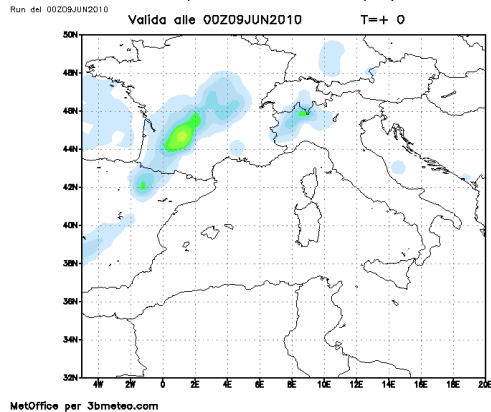 Run del 00Z09JUN2010
Valida alle 00Z09JUN2010 T=+ 0
50N
48N
46N
44N
42N
40N
38N
36N
34N
32N
4W 2W 0 2E 4E 6E 8E 10E 12E 14E 16E 18E 20E
MetOffice per 3bmeteo.com